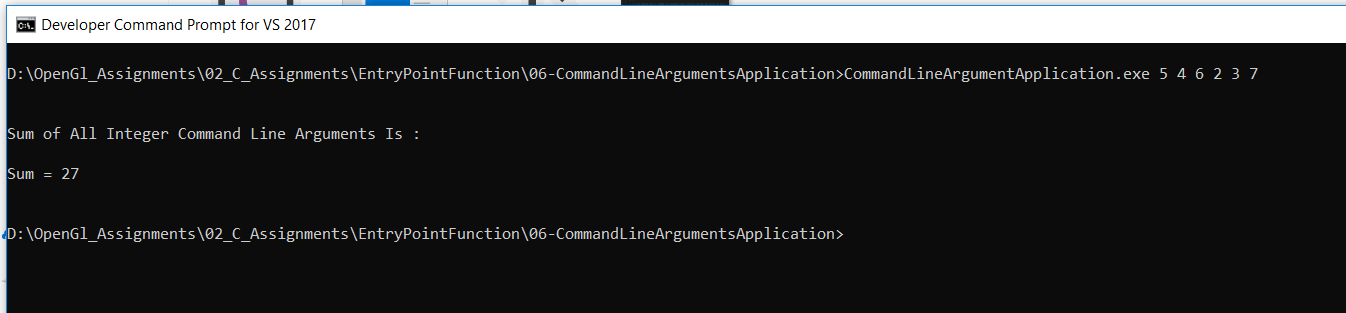 Developer Command Prompt for VS 2017
D:\OpenGl_Assignments\02_C_Assignments\EntryPointFunction\06-CommandLineArgumentsApplication>CommandLineArgumentApplication.exe 5 4 6 2 3 7
Sum of All Integer Command Line Arguments Is :
Sum = 27
D:\OpenGl_Assignments\02_C_Assignments\EntryPointFunction\06-CommandLineArgumentsApplication>